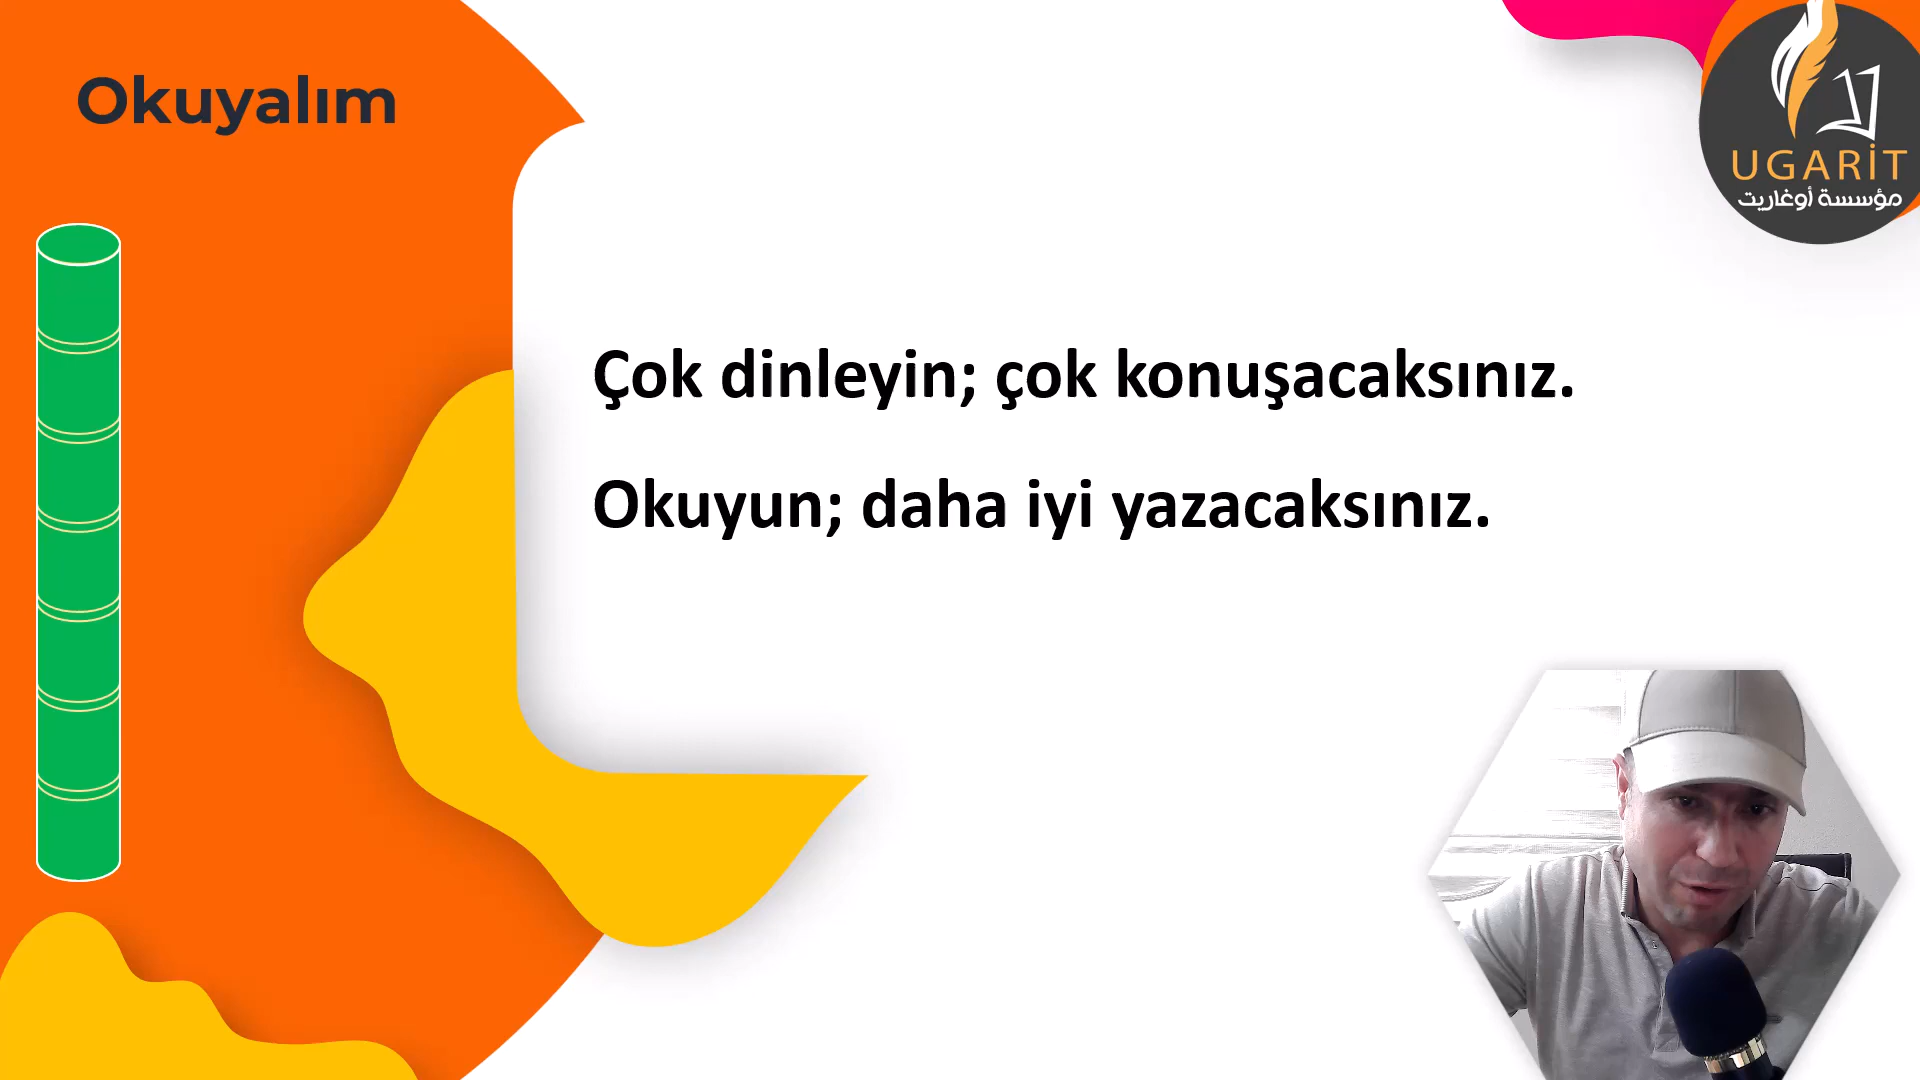 Okuyalım
UGARİT
مؤسسة أوغاريت
Çok dinleyin; çok konuşacaksınız.
Okuyun; daha iyi yazacaksınız.